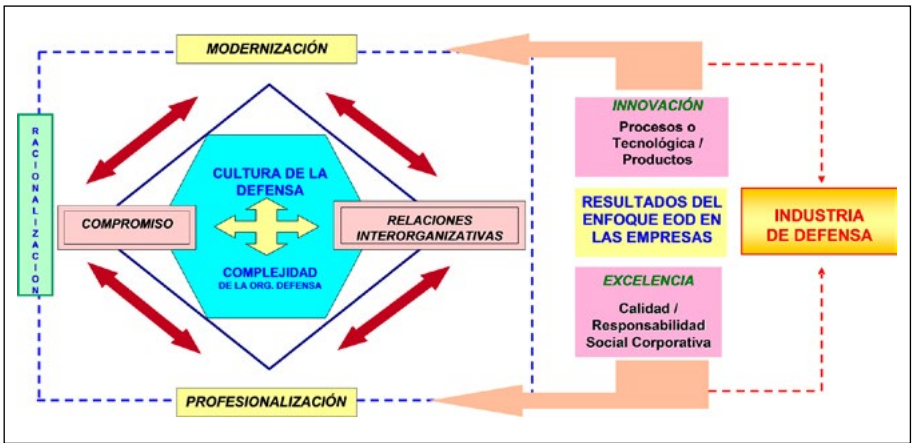 MODERNIZACIÓN
RACIONALIZACION
CULTURA DE LA
DEFENSA
COMPROMISO
RELACIONES
INTERORGANIZATIVAS
COMPLEJIDAD
DE LA ORG. DEFENSA
PROFESIONALIZACIÓN
INNOVACIÓN
Procesos o
Tecnológica /
Productos
RESULTADOS DEL
ENFOQUE EOD EN
LAS EMPRESAS
EXCELENCIA
Calidad /
Responsabilidad
Social Corporativa
INDUSTRIA
DE DEFENSA